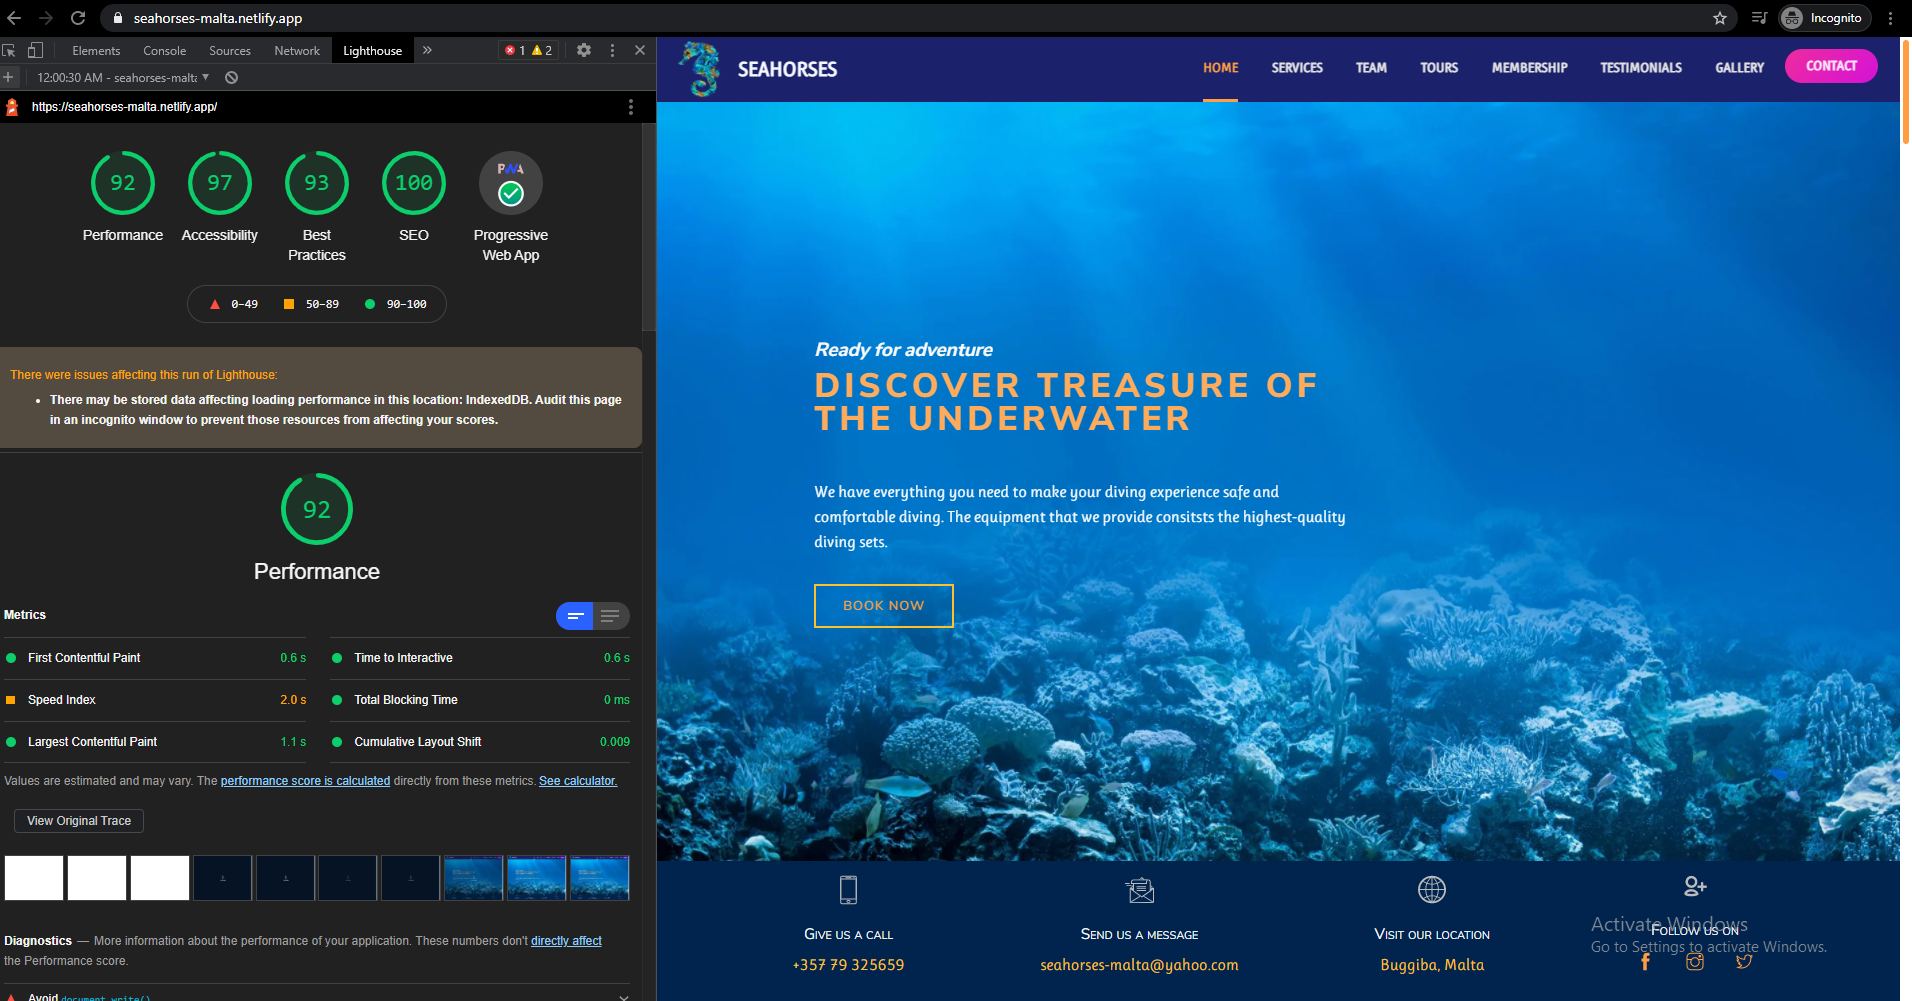 seahorses-malta.netlify.app
Incognito
Elements Console Sources Network Lighthouse » 1 2
12:00:30 AM - seahorses-malt
https://seahorses-malta.netlify.app/
92 97 93 100 PWA
Performance Accessibility Best Practices SEO Progressive Web App
0–49 50–89 90–100
There were issues affecting this run of Lighthouse:
There may be stored data affecting loading performance in this location: IndexedDB. Audit this page
in an incognito window to prevent those resources from affecting your scores.
92
Performance
Metrics
First Contentful Paint 0.6 s
Time to Interactive 0.6 s
Speed Index 2.0 s
Total Blocking Time 0 ms
Largest Contentful Paint 1.1 s
Cumulative Layout Shift 0.009
Values are estimated and may vary. The performance score is calculated directly from these metrics. See calculator.
View Original Trace
Diagnostics — More information about the performance of your application. These numbers don't directly affect
the Performance score.
Avoid document.write()
SEAHORSES
HOME SERVICES TEAM TOURS MEMBERSHIP TESTIMONIALS GALLERY CONTACT
Ready for adventure
DISCOVER TREASURE OF
THE UNDERWATER
We have everything you need to make your diving experience safe and
comfortable diving. The equipment that we provide consitsts the highest-quality
diving sets.
BOOK NOW
Give us a call
+357 79 325659
Send us a message
seahorses-malta@yahoo.com
Visit our location
Buggiba, Malta
Follow us on
Activate Windows
Go to Settings to activate Windows.